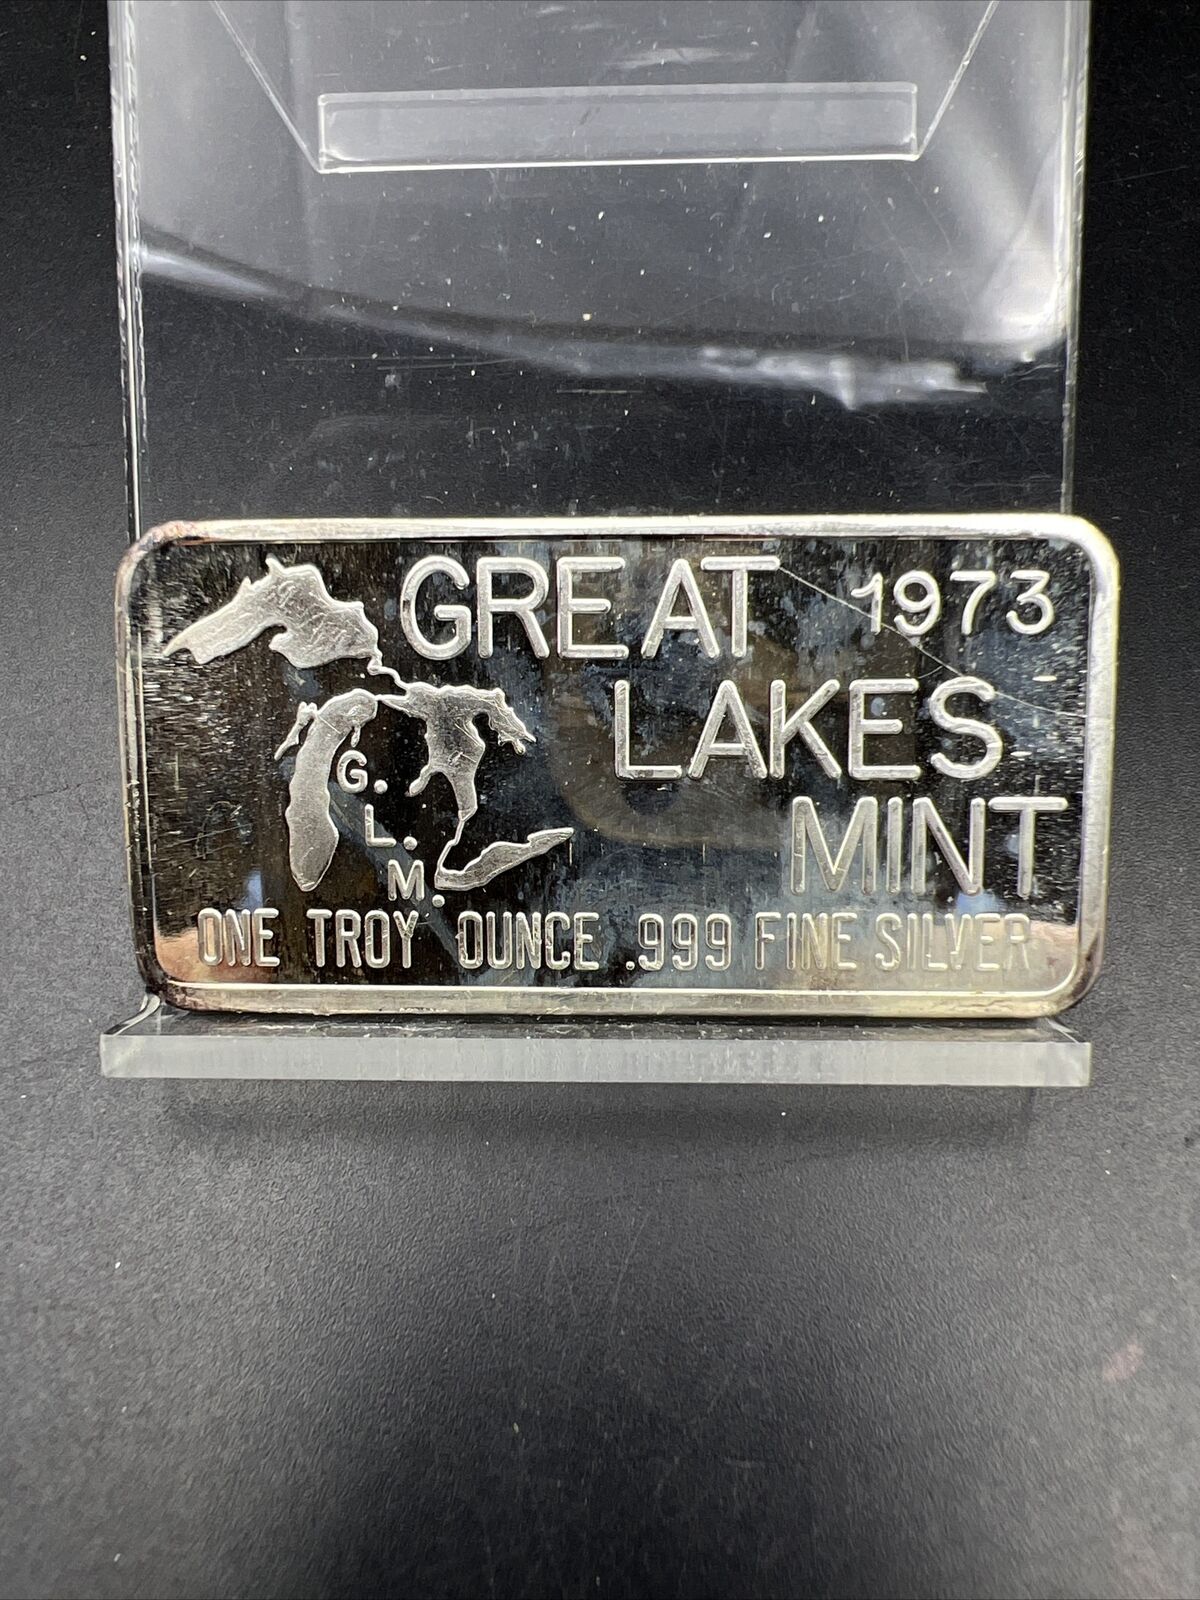 GREAT 1973
LAKES
MINT
G.
L.
M.
ONE TROY OUNCE .999 FINE SILVER